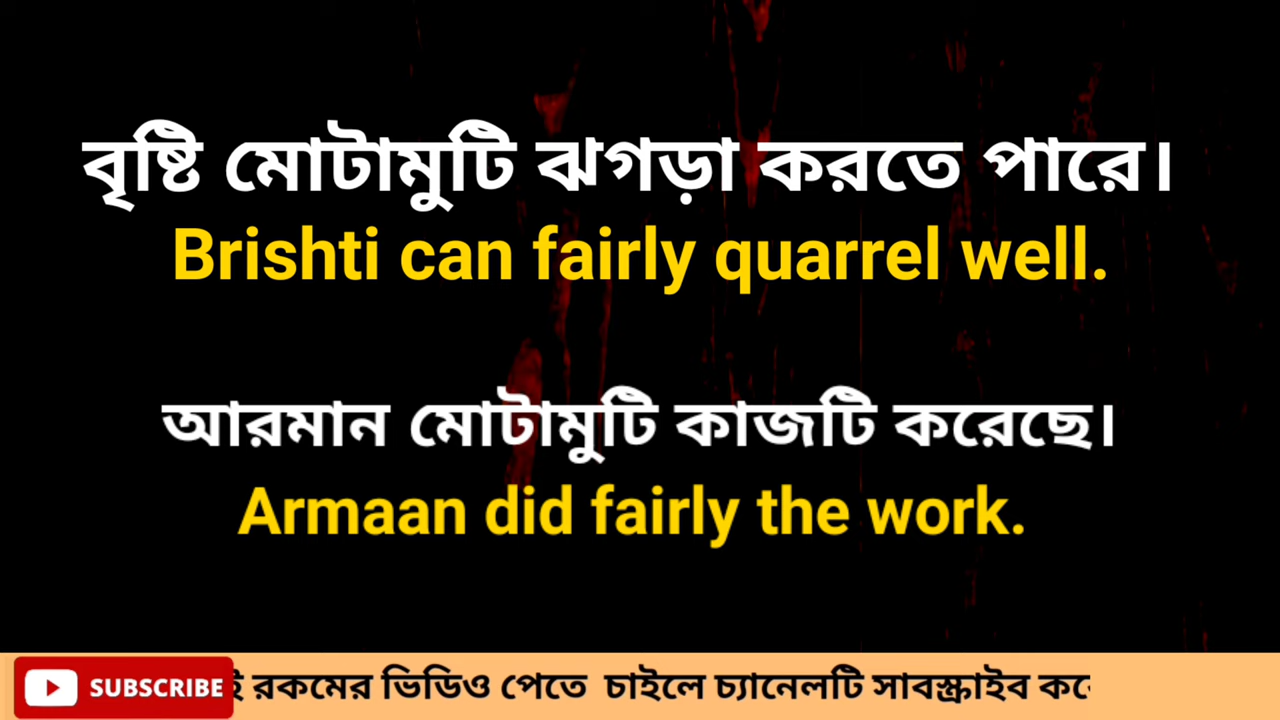 বৃষ্টি মোটামুটি ঝগড়া করতে পারে।
Brishti can fairly quarrel well.
আরমান মোটামুটি কাজটি করেছে।
Armaan did fairly the work.
SUBSCRIBE রকমের ভিডিও পেতে চাইলে চ্যানেলটি সাবস্ক্রাইব